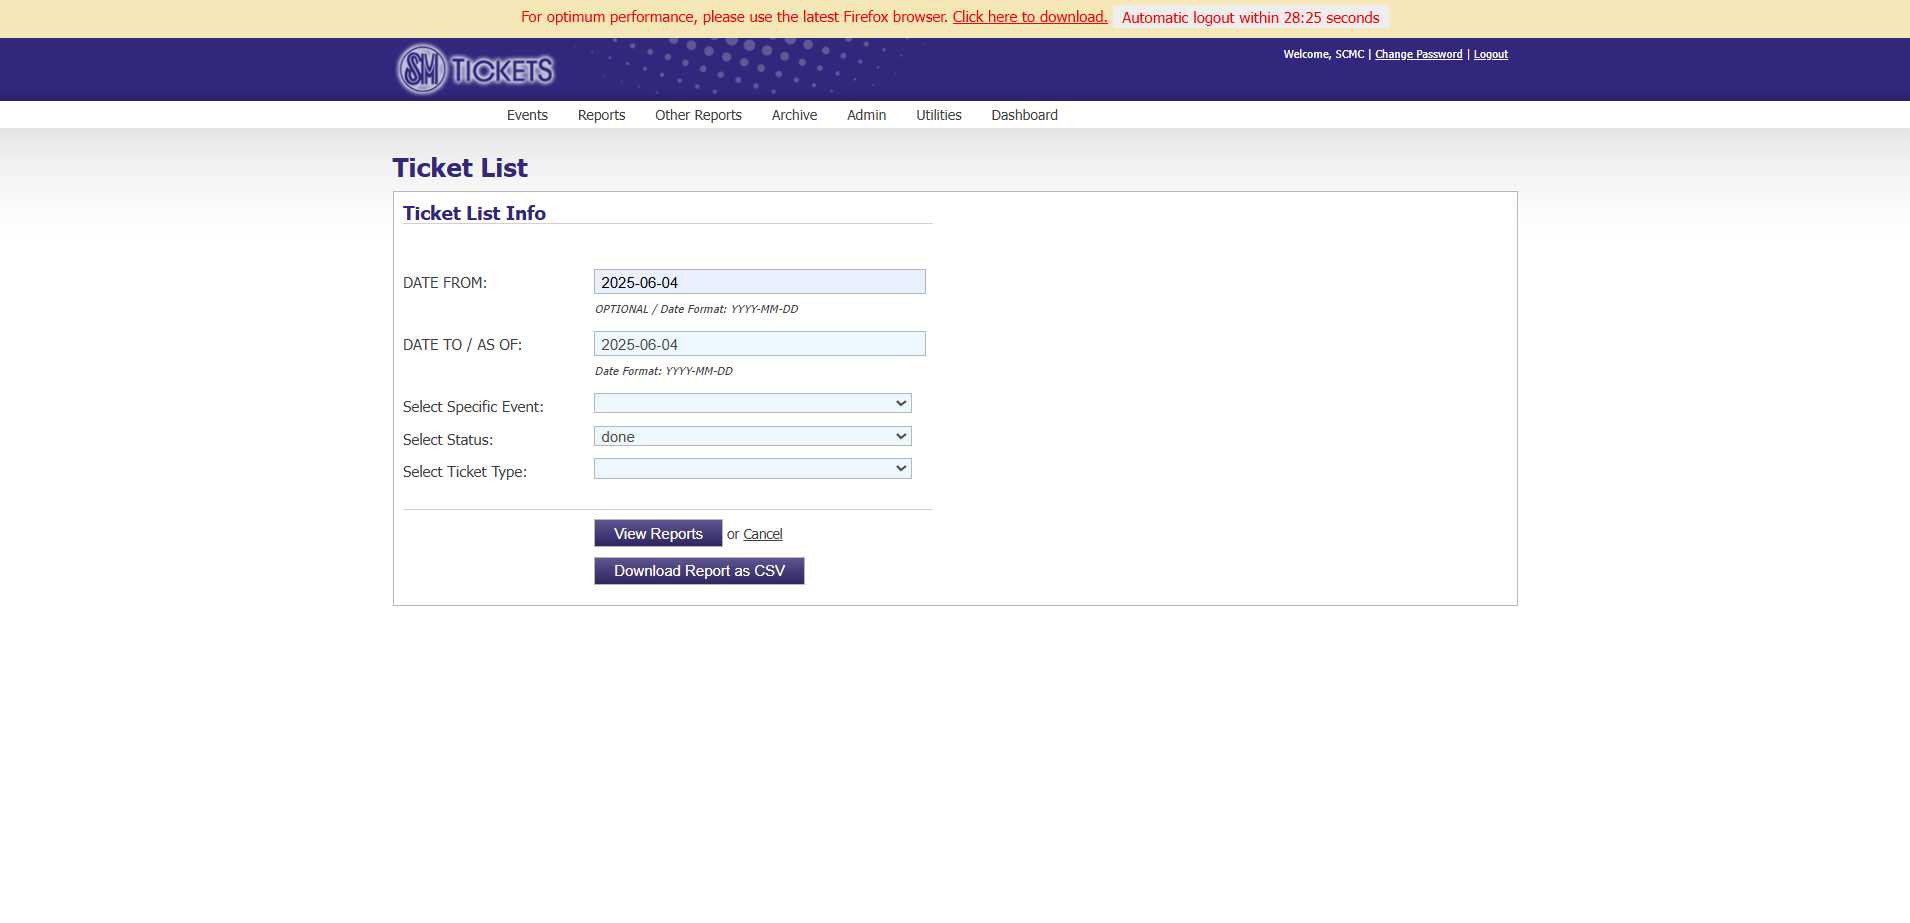 For optimum performance, please use the latest Firefox browser. Click here to download. Automatic logout within 28:25 seconds
SM TICKETS
Welcome, SCMC | Change Password | Logout
Events Reports Other Reports Archive Admin Utilities Dashboard
Ticket List
Ticket List Info
DATE FROM: 2025-06-04
OPTIONAL / Date Format: YYYY-MM-DD
DATE TO / AS OF: 2025-06-04
Date Format: YYYY-MM-DD
Select Specific Event:
Select Status: done
Select Ticket Type:
View Reports or Cancel
Download Report as CSV